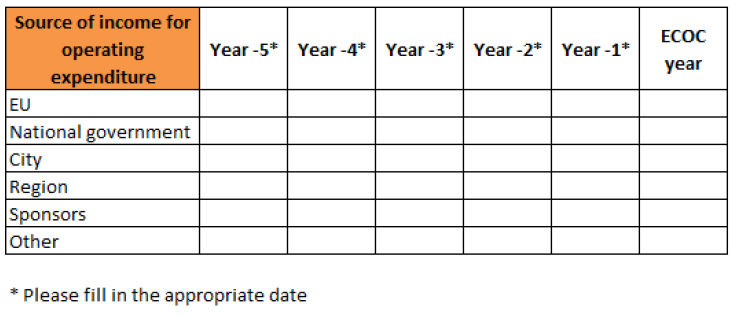 Source of income for
operating
expenditure
Year -5*
Year -4*
Year -3*
Year -2*
Year -1*
ECOC
year
EU
National government
City
Region
Sponsors
Other
* Please fill in the appropriate date